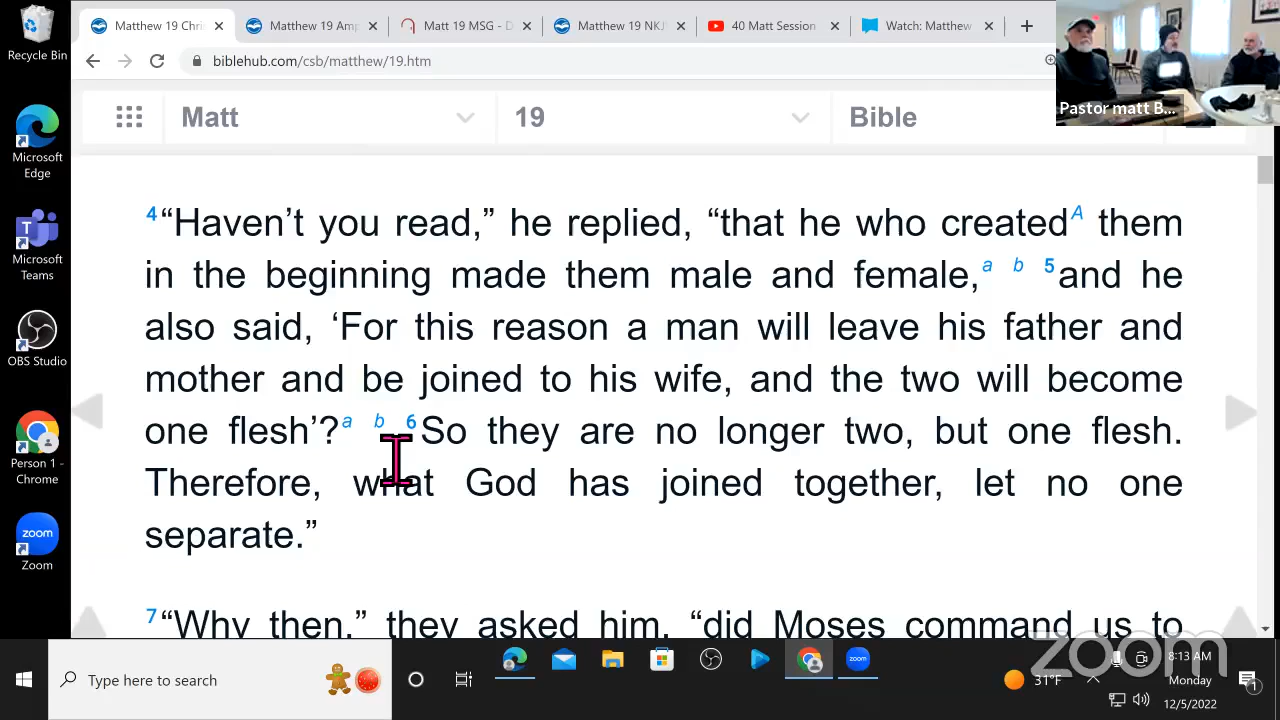 Recycle Bin
Microsoft Edge
Microsoft Teams
OBS Studio
Person 1 - Chrome
Zoom
Matthew 19 Chri
Matthew 19 Amp
Matt 19 MSG - D
Matthew 19 NKJ
40 Matt Session
Watch: Matthew
biblehub.com/csb/matthew/19.htm
Pastor matt B...
Matt
19
Bible
4 “Haven’t you read,” he replied, “that he who created A them
in the beginning made them male and female, a b 5 and he
also said, ‘For this reason a man will leave his father and
mother and be joined to his wife, and the two will become
one flesh’? a b 6 So they are no longer two, but one flesh.
Therefore, what God has joined together, let no one
separate.”
7 “Why then,” they asked him, “did Moses command us to
zoom
Type here to search
zoom
31°F
8:13 AM
Monday
12/5/2022
1